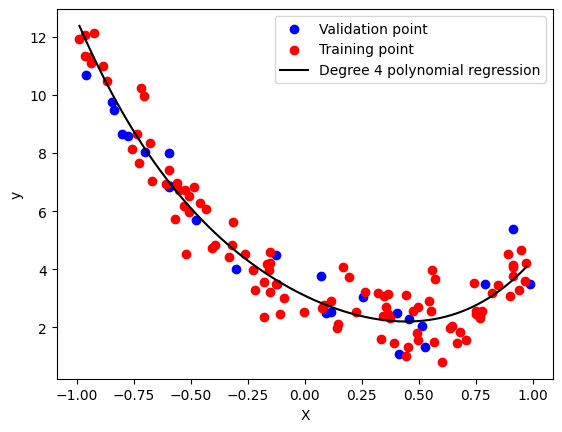 Validation point
Training point
Degree 4 polynomial regression
12
10
8
6
4
2
y
−1.00 −0.75 −0.50 −0.25 0.00 0.25 0.50 0.75 1.00
X